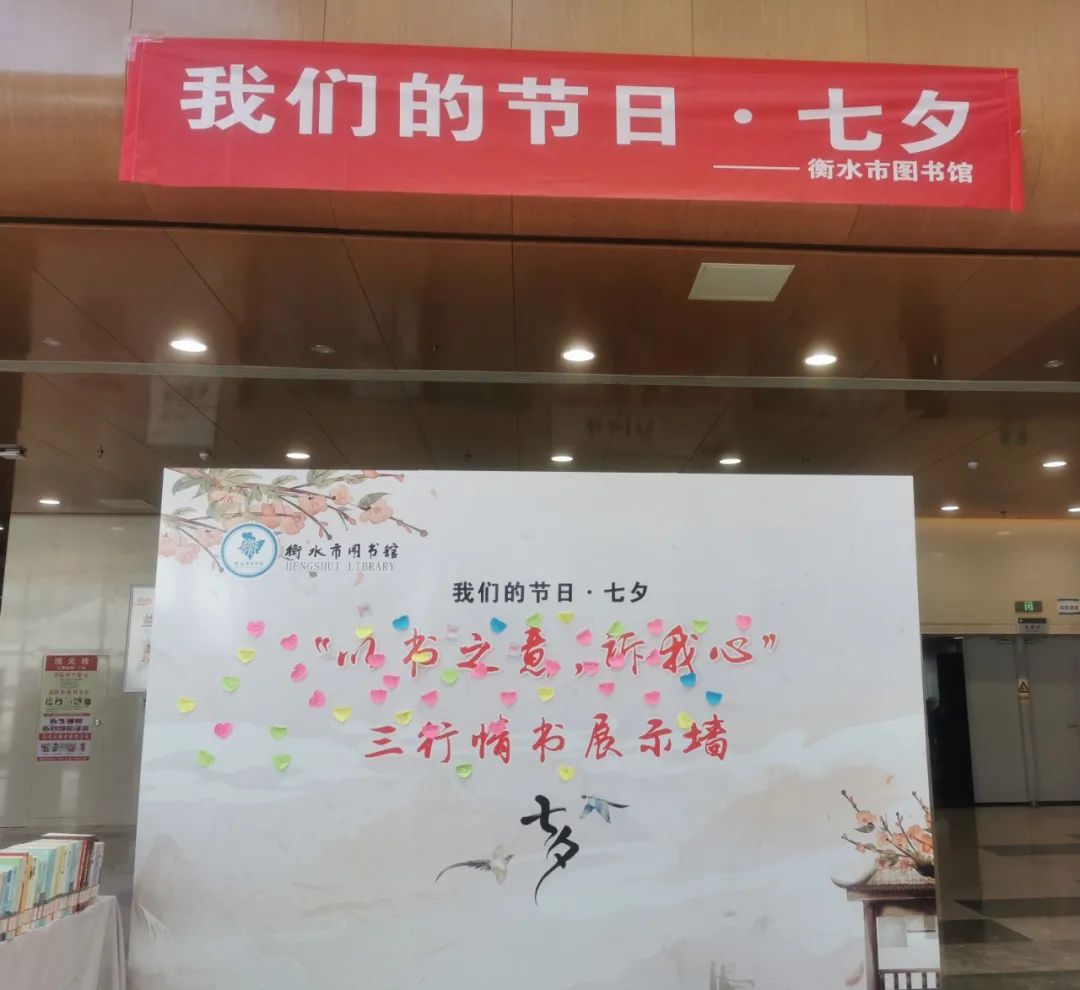 我们的节日·七夕
——衡水市图书馆
衡水市图书馆
HENGSHUI LIBRARY
我们的节日·七夕
“以书之意，诉我心”
三行情书展示墙
七夕
消火栓